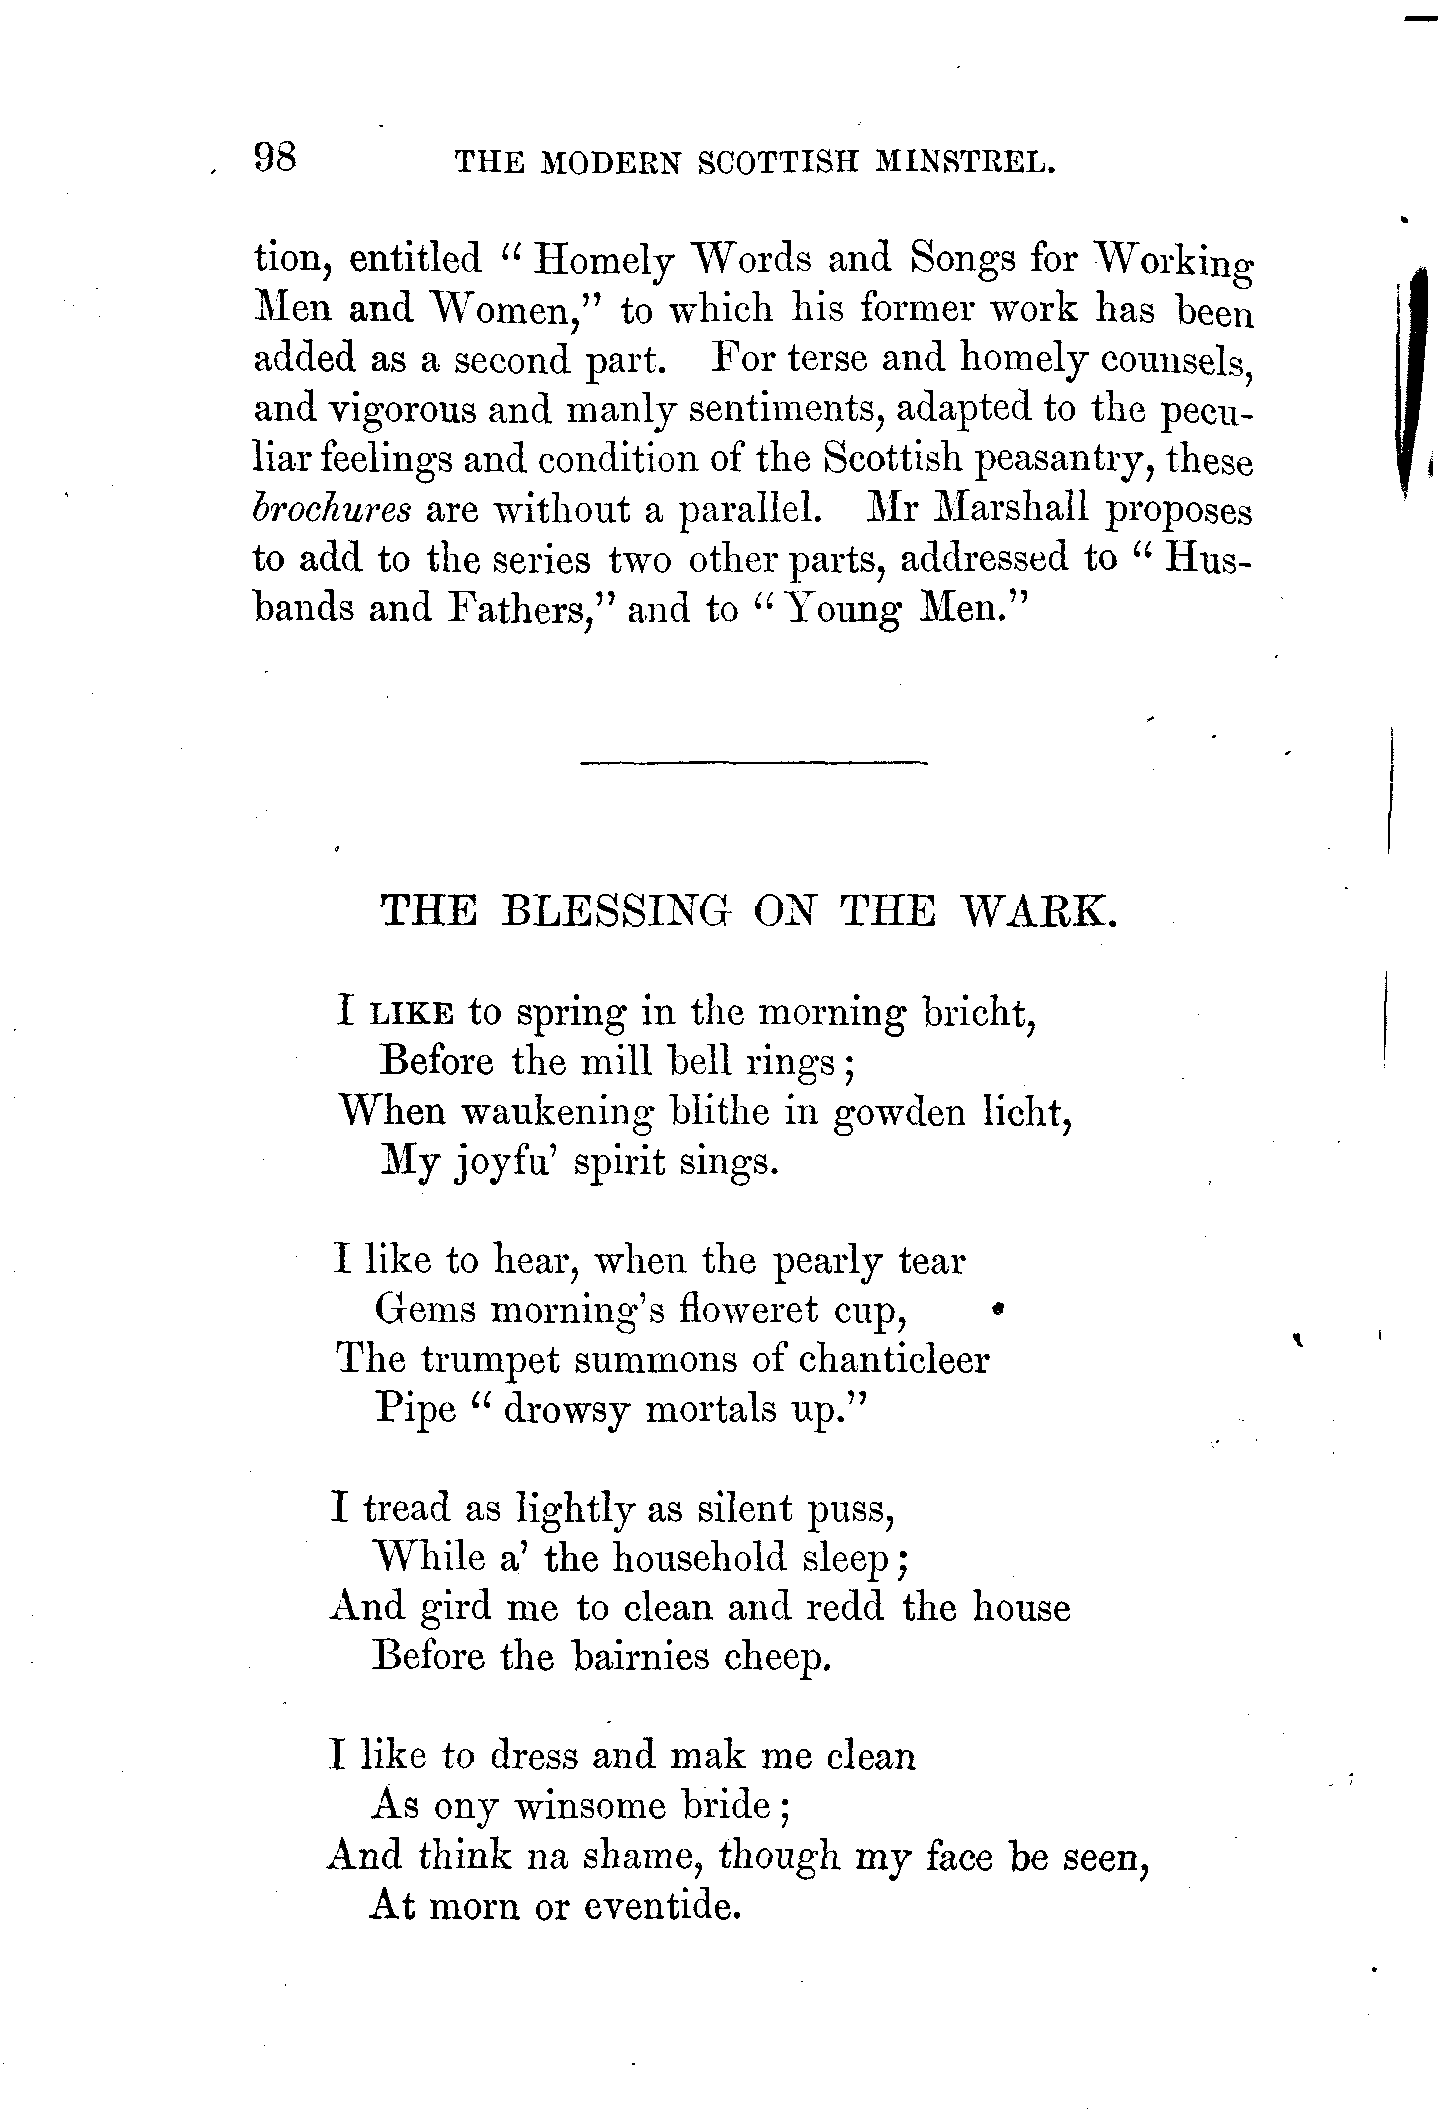 98 THE MODERN SCOTTISH MINSTREL.
tion, entitled “ Homely Words and Songs for Working
Men and Women,” to which his former work has been
added as a second part. For terse and homely counsels,
and vigorous and manly sentiments, adapted to the pecu-
liar feelings and condition of the Scottish peasantry, these
brochures are without a parallel. Mr Marshall proposes
to add to the series two other parts, addressed to “ Hus-
bands and Fathers,” and to “ Young Men.”
THE BLESSING ON THE WARK.
I LIKE to spring in the morning bricht,
Before the mill bell rings ;
When waukening blithe in gowden licht,
My joyfu’ spirit sings.
I like to hear, when the pearly tear
Gems morning’s floweret cup,
The trumpet summons of chanticleer
Pipe “ drowsy mortals up.”
I tread as lightly as silent puss,
While a’ the household sleep ;
And gird me to clean and redd the house
Before the bairnies cheep.
I like to dress and mak me clean
As ony winsome bride ;
And think na shame, though my face be seen,
At morn or eventide.